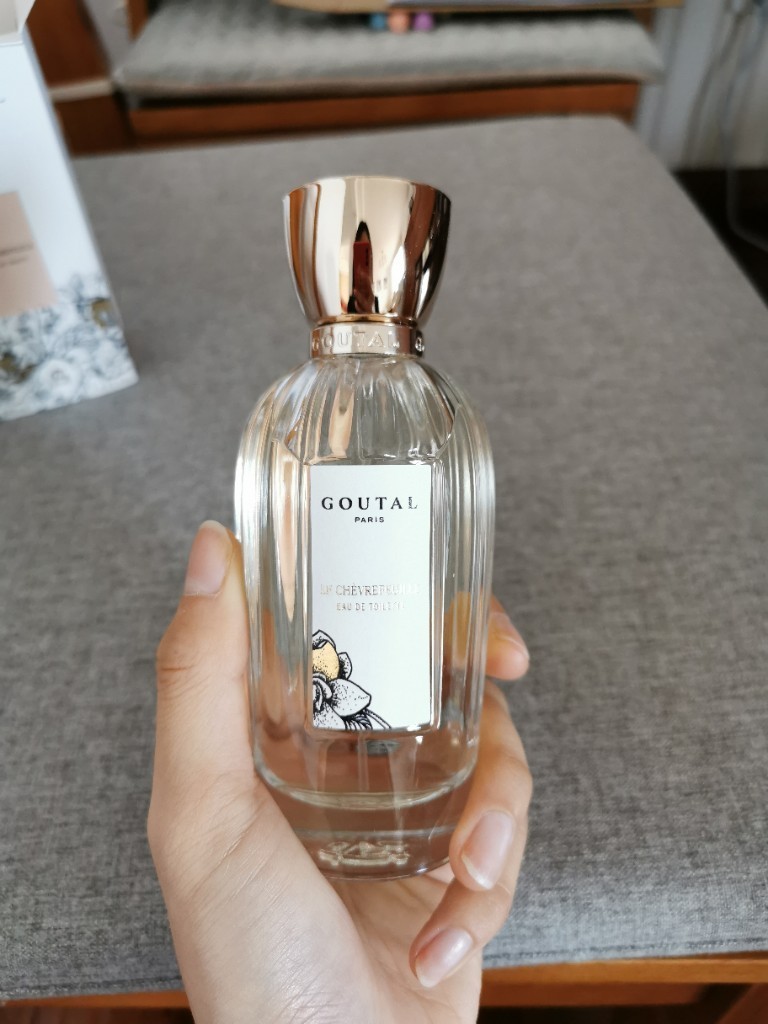 GOUTAL
GOUTAL
PARIS
LE CHÈVREFEUILLE
EAU DE TOILETTE